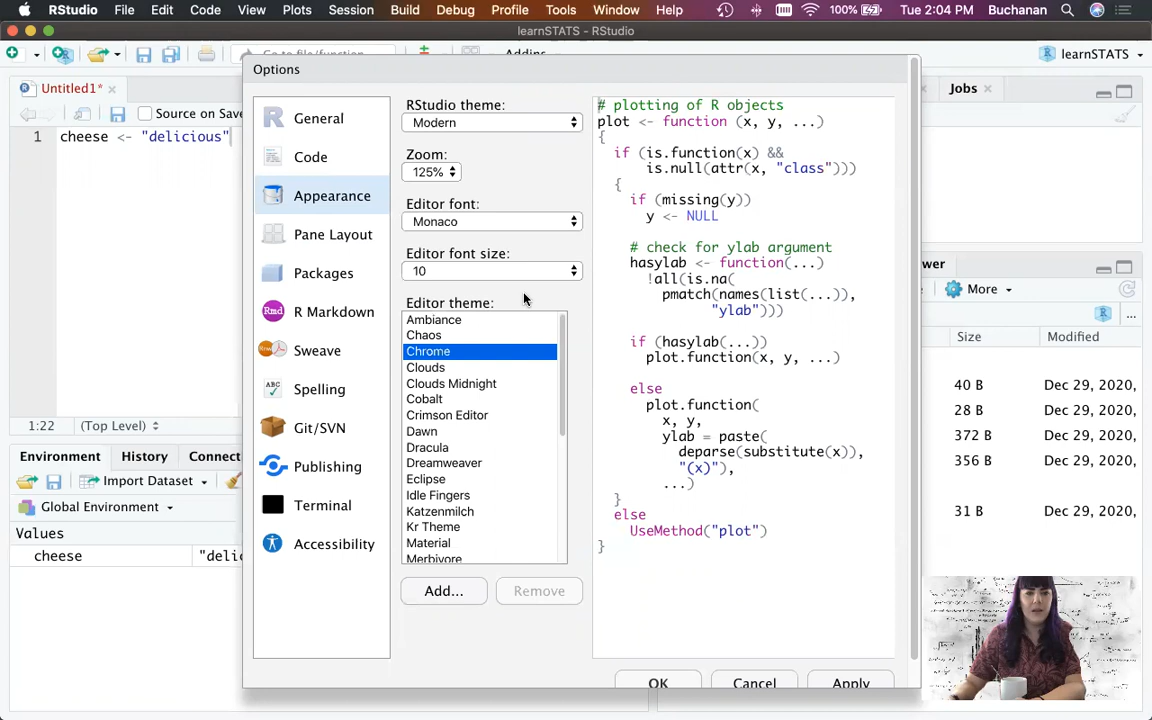 RStudio File Edit Code View Plots Session Build Debug Profile Tools Window Help 100% Tue 2:04 PM Buchanan
cheenSTATS - RStudio
Go to file/function Addins learnSTATS
Untitled1*
Source on Save
1 cheese <- "delicious"
1:22 (Top Level)
Environment History Connect
Import Dataset
Global Environment
Values
cheese "delic
Options
General
Code
Appearance
Pane Layout
Packages
Rmd R Markdown
Sweave
ABC Spelling
Git/SVN
Publishing
Terminal
Accessibility
RStudio theme:
Modern
Zoom:
125%
Editor font:
Monaco
Editor font size:
10
Editor theme:
Ambiance
Chaos
Chrome
Clouds
Clouds Midnight
Cobalt
Crimson Editor
Dawn
Dracula
Dreamweaver
Eclipse
Idle Fingers
Katzenmilch
Kr Theme
Material
Merbivore
Add... Remove
# plotting of R objects
plot <- function (x, y, ...)
{
if (is.function(x) &&
is.null(attr(x, "class")))
{
if (missing(y))
y <- NULL
# check for ylab argument
hasylab <- function(...)
!all(is.na(
pmatch(names(list(...)),
"ylab")))
if (hasylab(...))
plot.function(x, y, ...)
else
plot.function(
x, y,
ylab = paste(
deparse(substitute(x)),
"(x)"),
...)
}
else
UseMethod("plot")
}
OK Cancel Apply
Jobs
wer
More
R
...
Size Modified
40 B Dec 29, 2020,
28 B Dec 29, 2020,
372 B Dec 29, 2020,
356 B Dec 29, 2020,
31 B Dec 29, 2020,